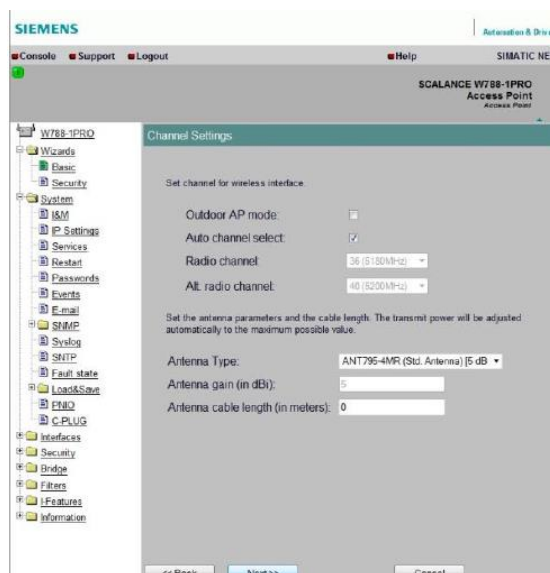 SIEMENS
Automation & Drive
Console Support Logout Help SIMATIC NE
SCALANCE W788-1PRO
Access Point
Access Point
W788-1PRO
Wizards
Basic
Security
System
I&M
IP Settings
Services
Restart
Passwords
Events
E-mail
SNMP
Syslog
SNTP
Fault state
Load&Save
PNIO
C-PLUG
Interfaces
Security
Bridge
Filters
I-Features
Information
Channel Settings
Set channel for wireless interface.
Outdoor AP mode:
Auto channel select:
Radio channel: 36 (5180MHz)
Alt. radio channel: 40 (5200MHz)
Set the antenna parameters and the cable length. The transmit power will be adjusted
automatically to the maximum possible value.
Antenna Type: ANT795-4MR (Std. Antenna) [5 dB
Antenna gain (in dBi): 5
Antenna cable length (in meters): 0
<< Back Next >> Cancel